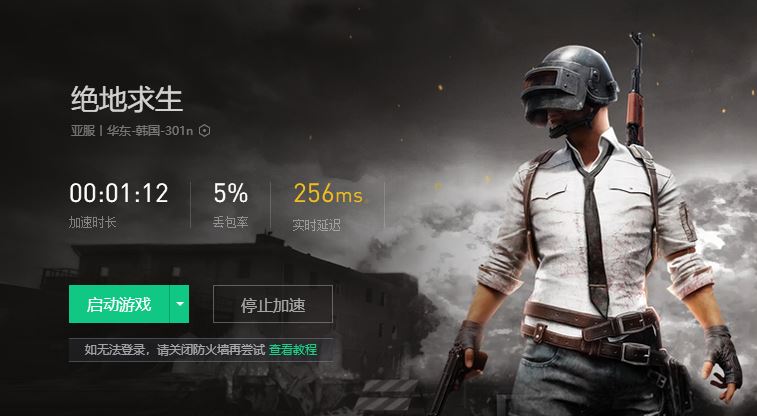 绝地求生
亚服 | 华东-韩国-301n
00:01:12 5% 256ms
加速时长 丢包率 实时延迟
启动游戏 停止加速
如无法登录，请关闭防火墙再尝试 查看教程